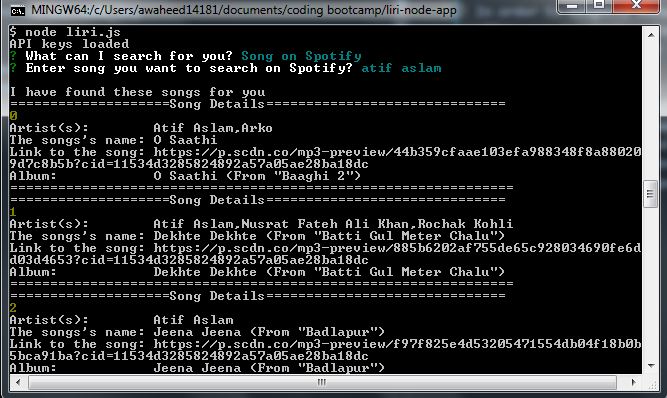 MINGW64:/c/Users/awaheed14181/documents/coding bootcamp/liri-node-app
$ node liri.js
API keys loaded
? What can I search for you? Song on Spotify
? Enter song you want to search on Spotify? atif aslam
I have found these songs for you
===================Song Details=============================
0
Artist(s):        Atif Aslam,Arko
The songs's name: O Saathi
Link to the song: https://p.scdn.co/mp3-preview/44b359cfaae103efa988348f8a88020
9d7c8b5b?cid=11534d3285824892a57a05ae28ba18dc
Album:            O Saathi (From "Baaghi 2")
=============================================================
===================Song Details=============================
1
Artist(s):        Atif Aslam,Nusrat Fateh Ali Khan,Rochak Kohli
The songs's name: Dekhte Dekhte (From "Batti Gul Meter Chalu")
Link to the song: https://p.scdn.co/mp3-preview/885b6202af755de65c928034690fe6d
d03d4653?cid=11534d3285824892a57a05ae28ba18dc
Album:            Dekhte Dekhte (From "Batti Gul Meter Chalu")
=============================================================
===================Song Details=============================
2
Artist(s):        Atif Aslam
The songs's name: Jeena Jeena (From "Badlapur")
Link to the song: https://p.scdn.co/mp3-preview/f97f825e4d53205471554db04f18b0b
5bca91ba?cid=11534d3285824892a57a05ae28ba18dc
Album:            Jeena Jeena (From "Badlapur")